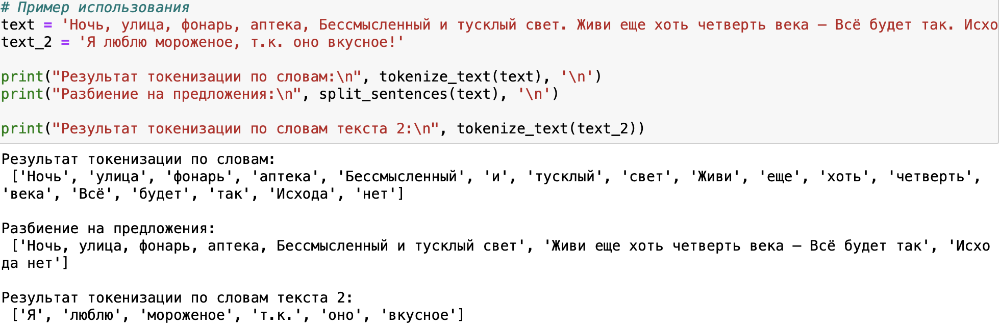 # Пример использования
text = 'Ночь, улица, фонарь, аптека, Бессмысленный и тусклый свет. Живи еще хоть четверть века — Всё будет так. Исхо
text_2 = 'Я люблю мороженое, т.к. оно вкусное!'
print("Результат токенизации по словам:\n", tokenize_text(text), '\n')
print("Разбиение на предложения:\n", split_sentences(text), '\n')
print("Результат токенизации по словам текста 2:\n", tokenize_text(text_2))
Результат токенизации по словам:
['Ночь', 'улица', 'фонарь', 'аптека', 'Бессмысленный', 'и', 'тусклый', 'свет', 'Живи', 'еще', 'хоть', 'четверть',
'века', 'Всё', 'будет', 'так', 'Исхода', 'нет']
Разбиение на предложения:
['Ночь, улица, фонарь, аптека, Бессмысленный и тусклый свет', 'Живи еще хоть четверть века — Всё будет так', 'Исхо
да нет']
Результат токенизации по словам текста 2:
['Я', 'люблю', 'мороженое', 'т.к.', 'оно', 'вкусное']